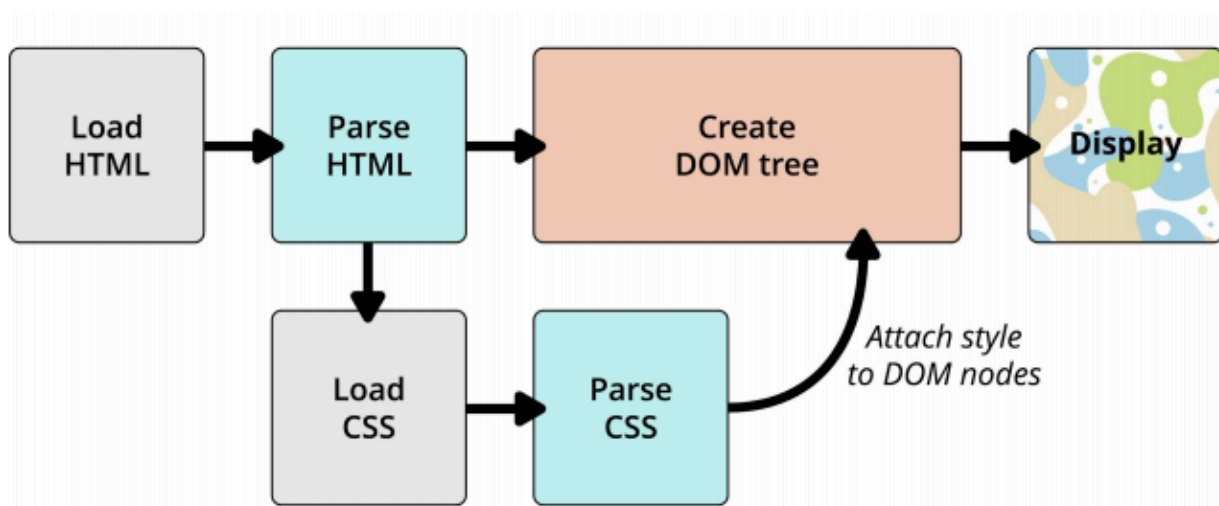 Load
HTML
Parse
HTML
Create
DOM tree
Display
Load
CSS
Parse
CSS
Attach style
to DOM nodes